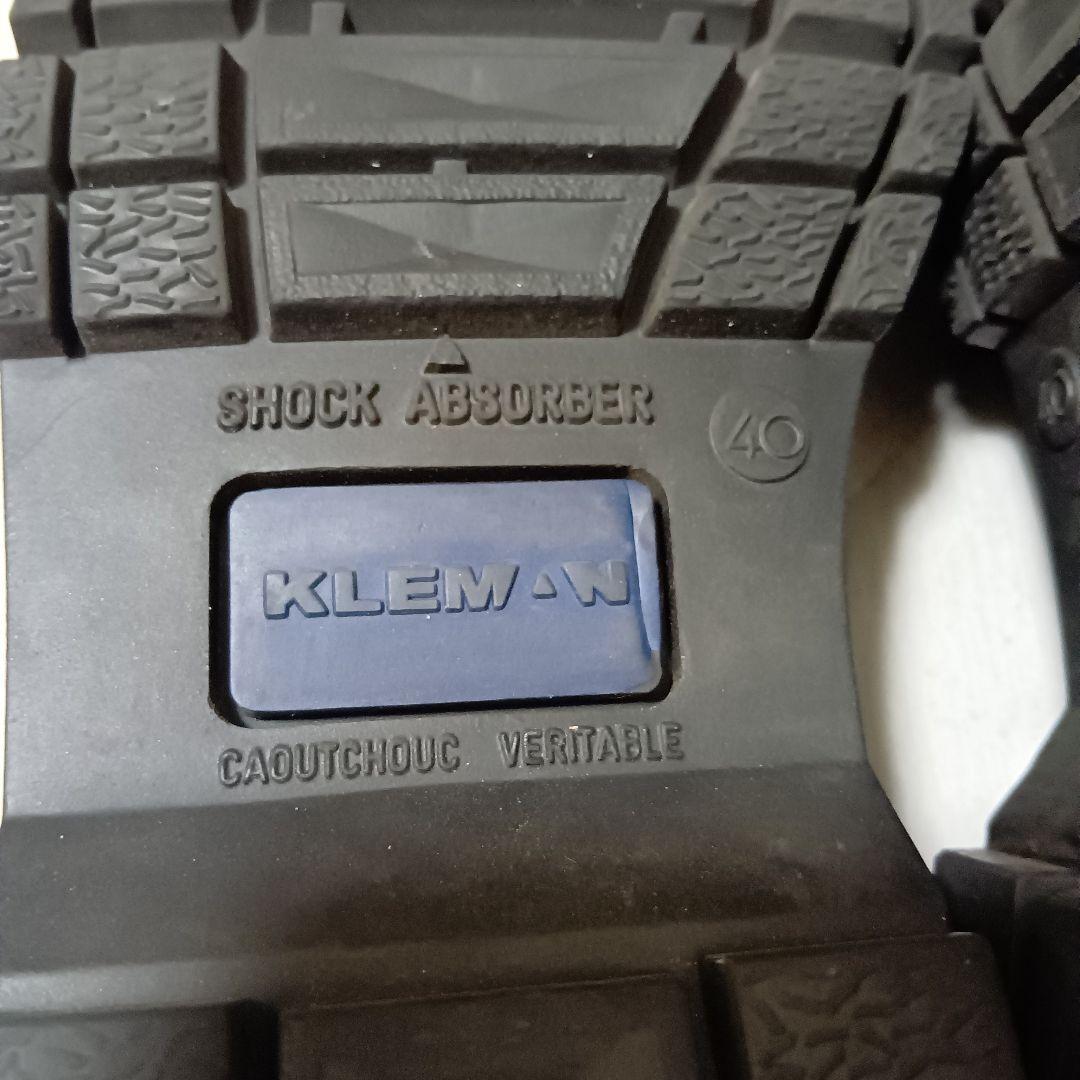 SHOCK ABSORBER
40
KLEMAN
CAOUTCHOUC VERITABLE